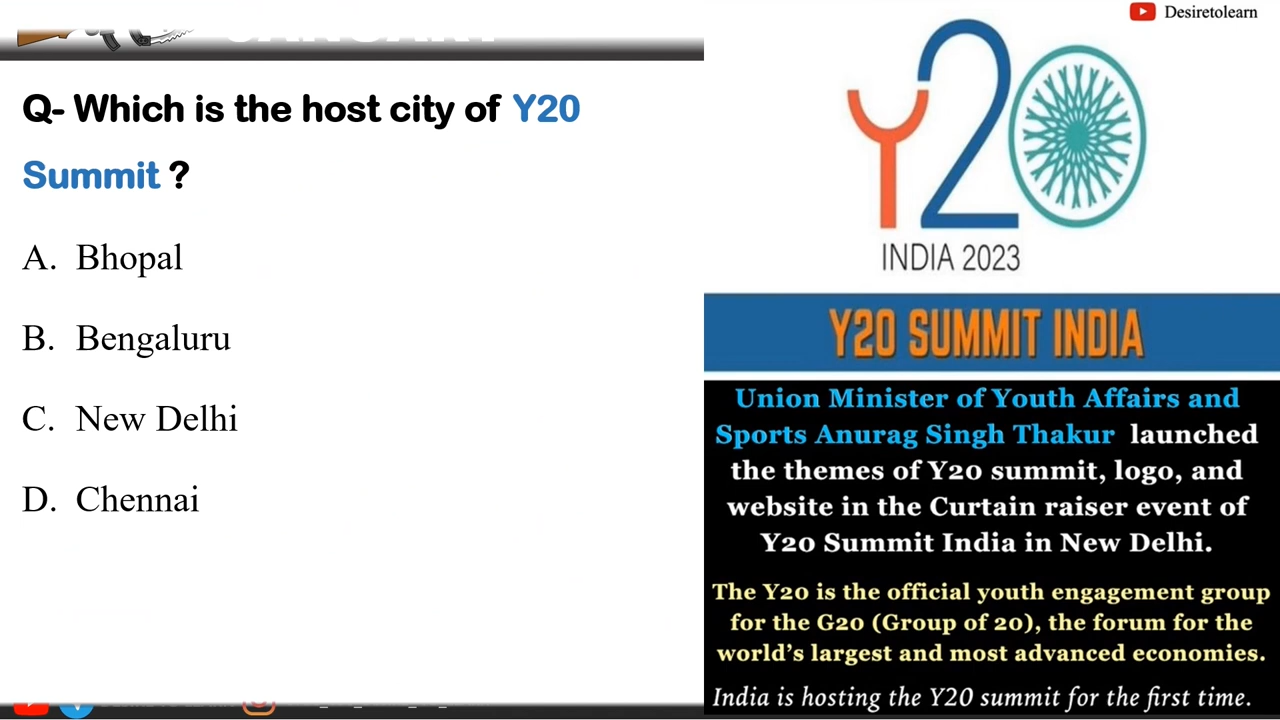 Desiretolearn
JANUARY
Q- Which is the host city of Y20
Summit ?
A. Bhopal
B. Bengaluru
C. New Delhi
D. Chennai
Y20
INDIA 2023
Y20 SUMMIT INDIA
Union Minister of Youth Affairs and
Sports Anurag Singh Thakur launched
the themes of Y20 summit, logo, and
website in the Curtain raiser event of
Y20 Summit India in New Delhi.
The Y20 is the official youth engagement group
for the G20 (Group of 20), the forum for the
world's largest and most advanced economies.
India is hosting the Y20 summit for the first time.